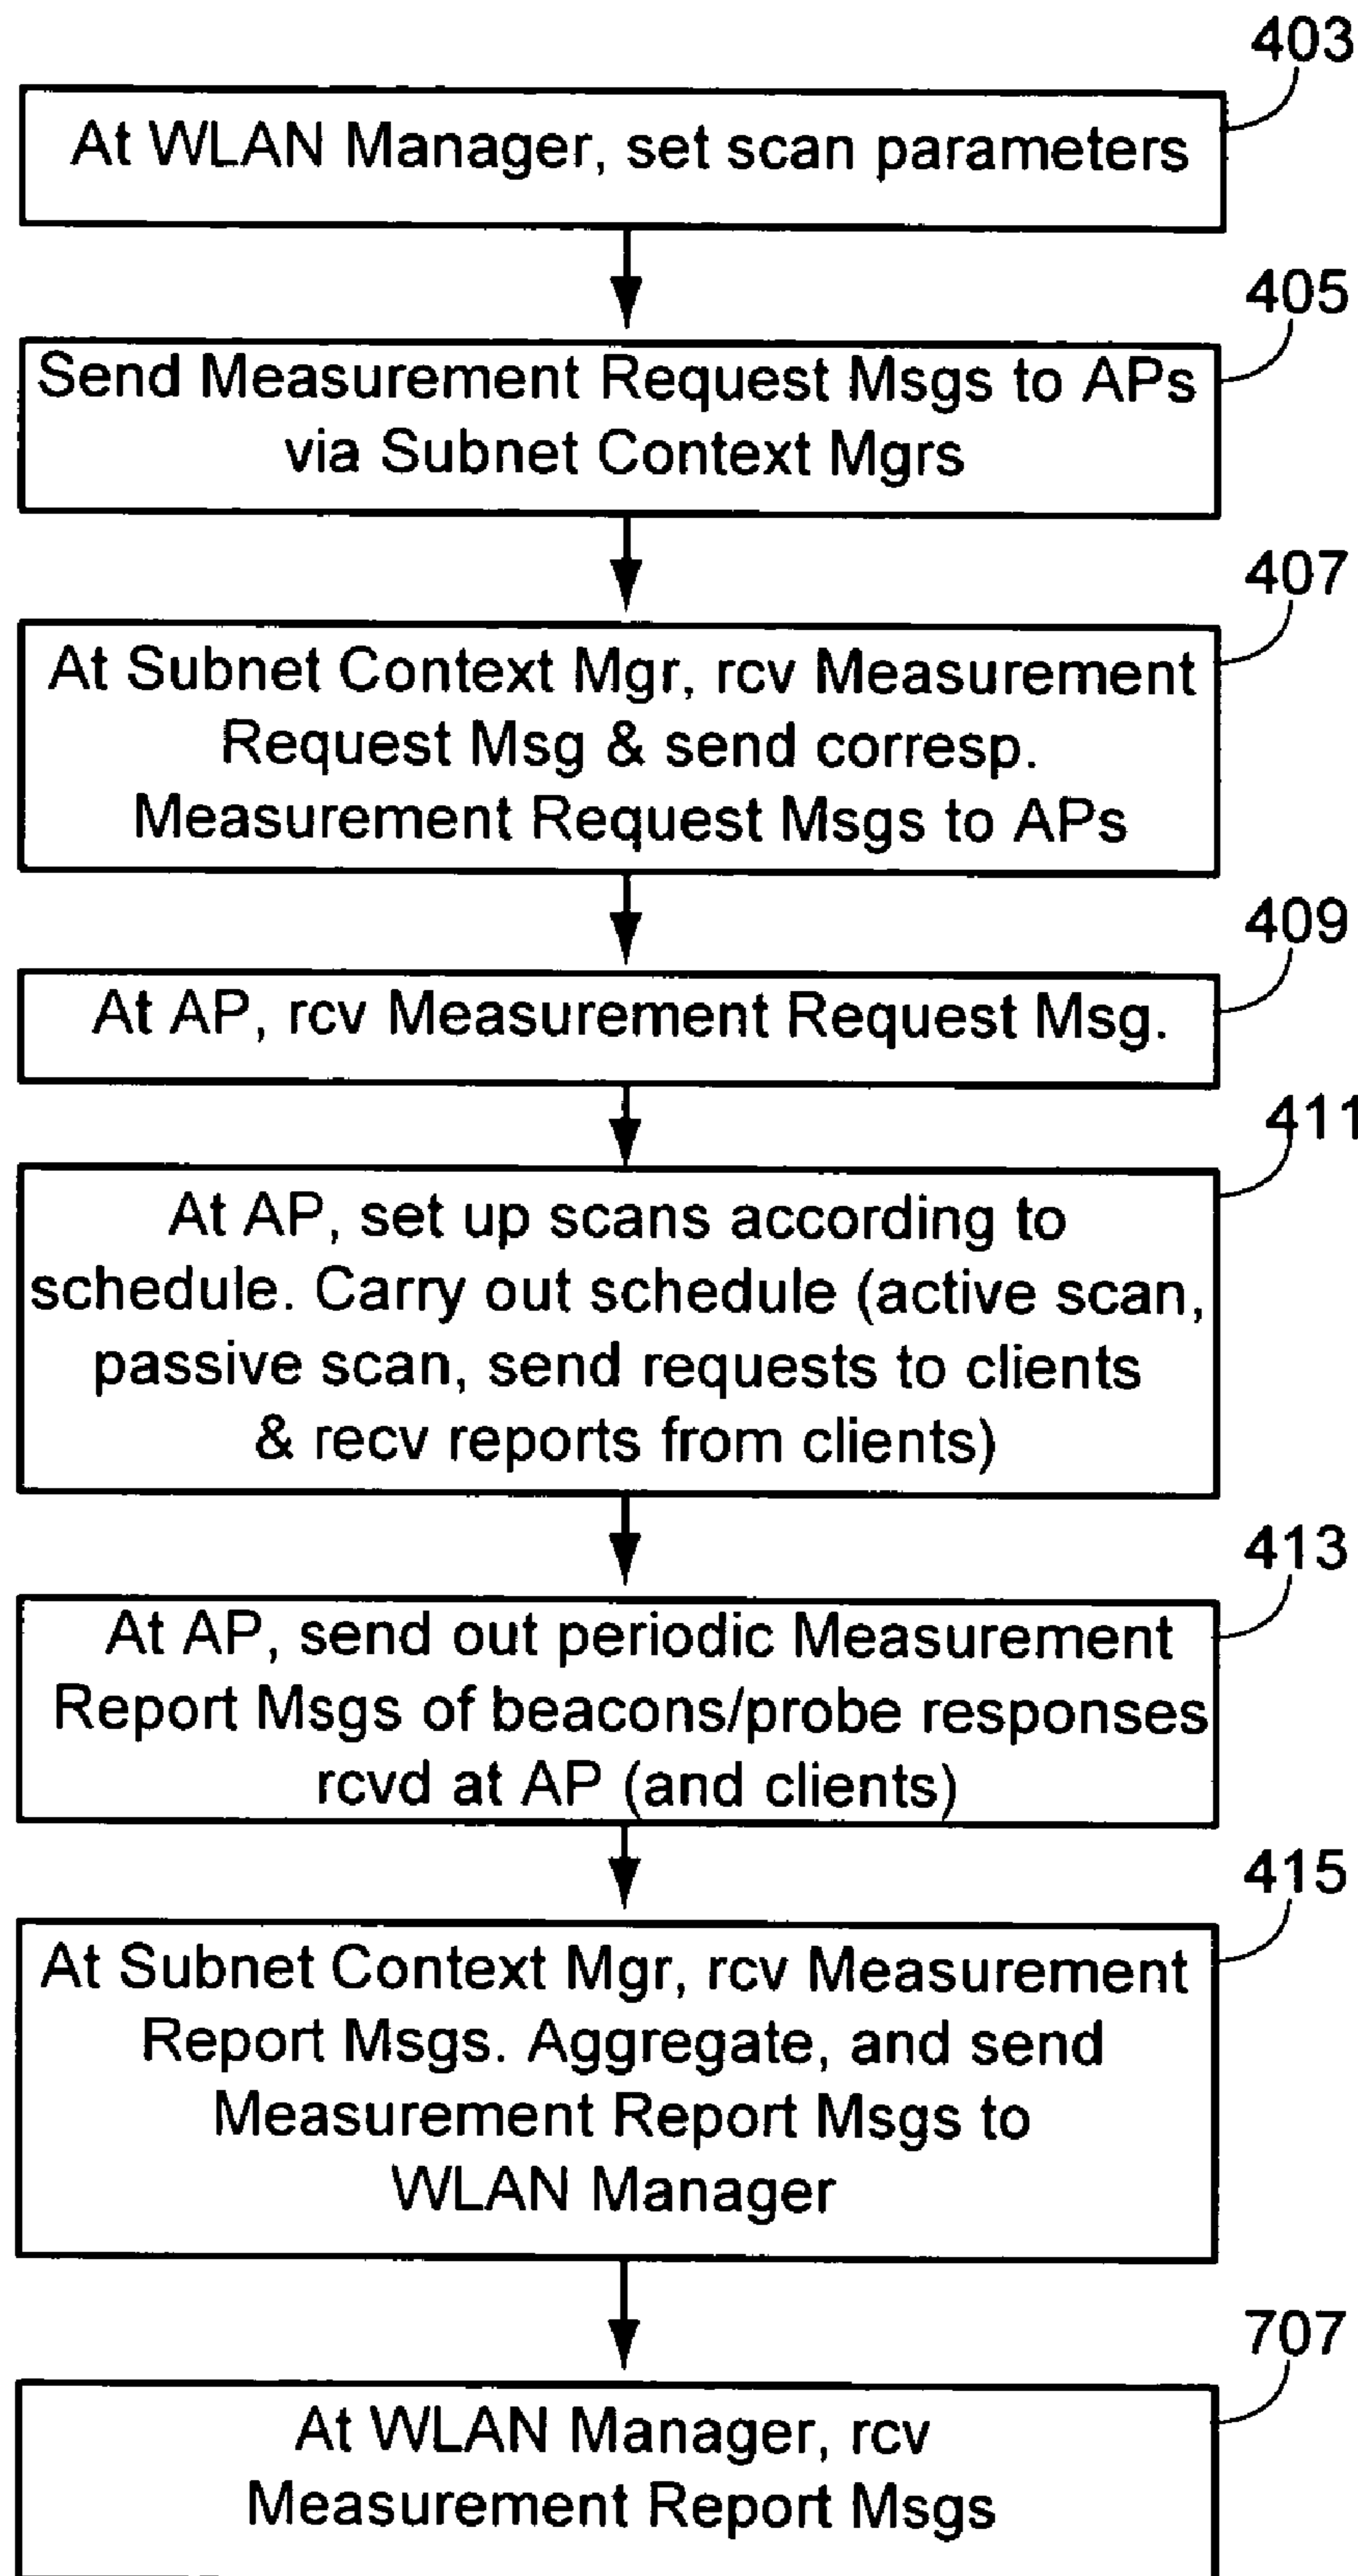 403
At WLAN Manager, set scan parameters
405
Send Measurement Request Msgs to APs
via Subnet Context Mgrs
407
At Subnet Context Mgr, rcv Measurement
Request Msg & send corresp.
Measurement Request Msgs to APs
409
At AP, rcv Measurement Request Msg.
411
At AP, set up scans according to
schedule. Carry out schedule (active scan,
passive scan, send requests to clients
& recv reports from clients)
413
At AP, send out periodic Measurement
Report Msgs of beacons/probe responses
rcvd at AP (and clients)
415
At Subnet Context Mgr, rcv Measurement
Report Msgs. Aggregate, and send
Measurement Report Msgs to
WLAN Manager
707
At WLAN Manager, rcv
Measurement Report Msgs